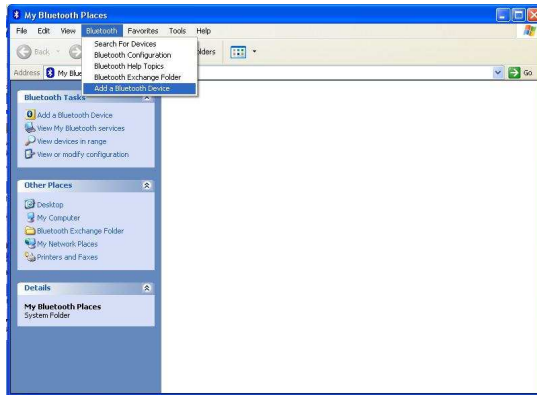 My Bluetooth Places
File Edit View Bluetooth Favorites Tools Help
Search For Devices
Bluetooth Configuration
Bluetooth Help Topics
Bluetooth Exchange Folder
Add a Bluetooth Device
Back
lders
Address My Blue
Go
Bluetooth Tasks
Add a Bluetooth Device
View My Bluetooth services
View devices in range
View or modify configuration
Other Places
Desktop
My Computer
Bluetooth Exchange Folder
My Network Places
Printers and Faxes
Details
My Bluetooth Places
System Folder